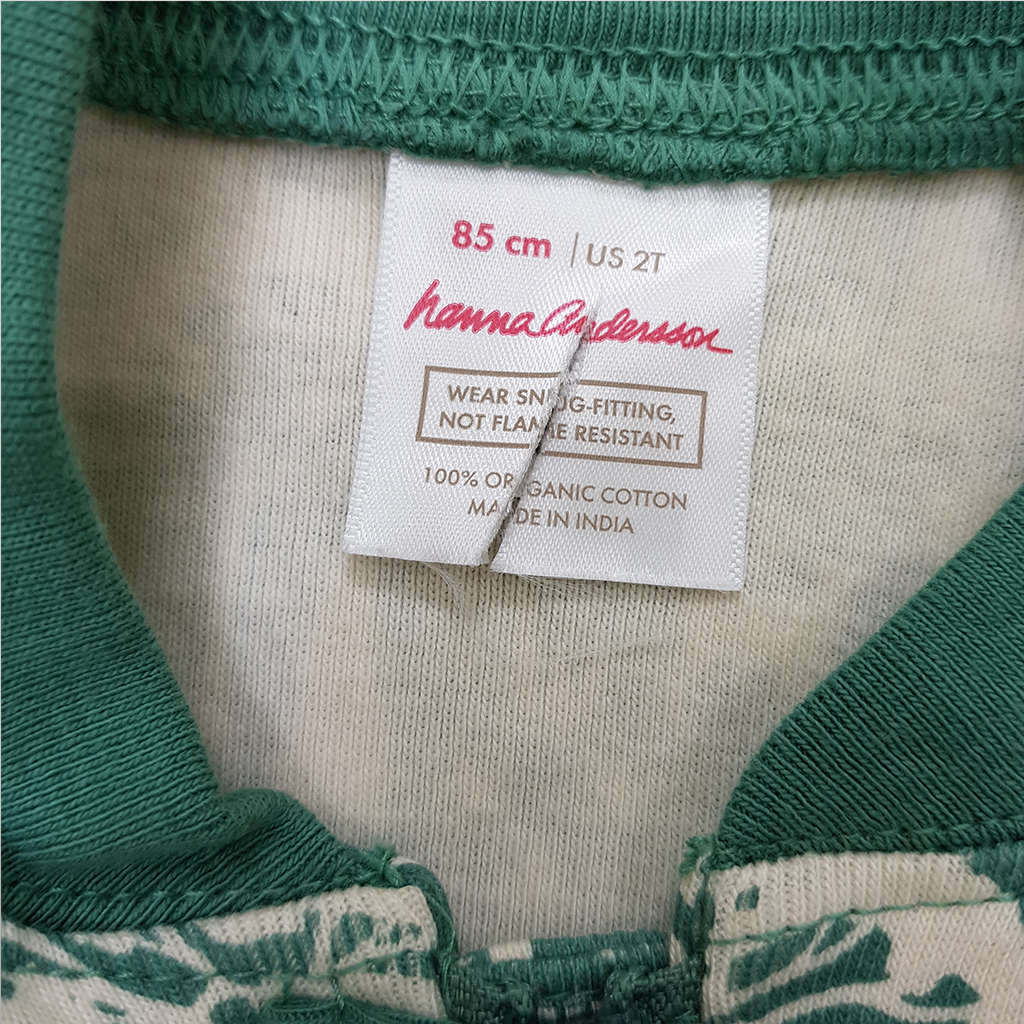 85 cm | US 2T
hanna Andersson
WEAR SNUG-FITTING,
NOT FLAME RESISTANT
100% ORGANIC COTTON
MADE IN INDIA